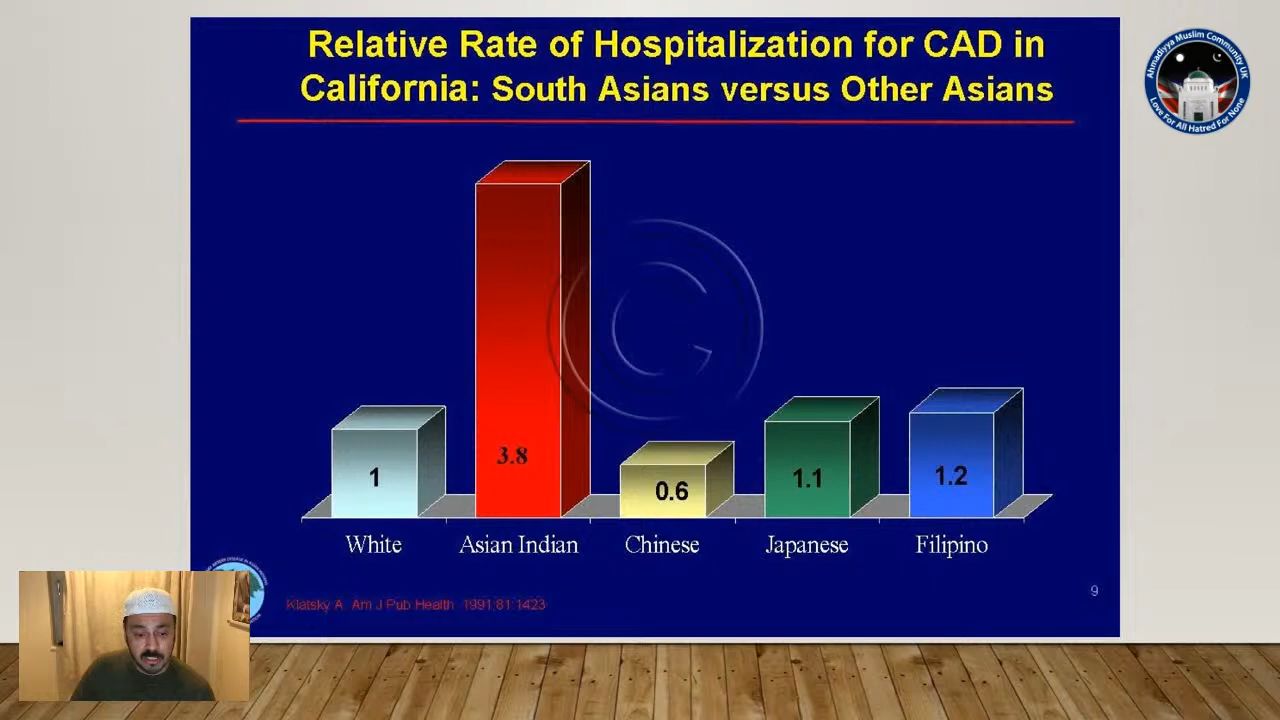 Relative Rate of Hospitalization for CAD in
California: South Asians versus Other Asians
Ahmadiyya Muslim Community UK
Love For All Hatred For None
3.8
1
0.6
1.1
1.2
White
Asian Indian
Chinese
Japanese
Filipino
Klatsky A Am J Pub Health 1991;81:1423
9